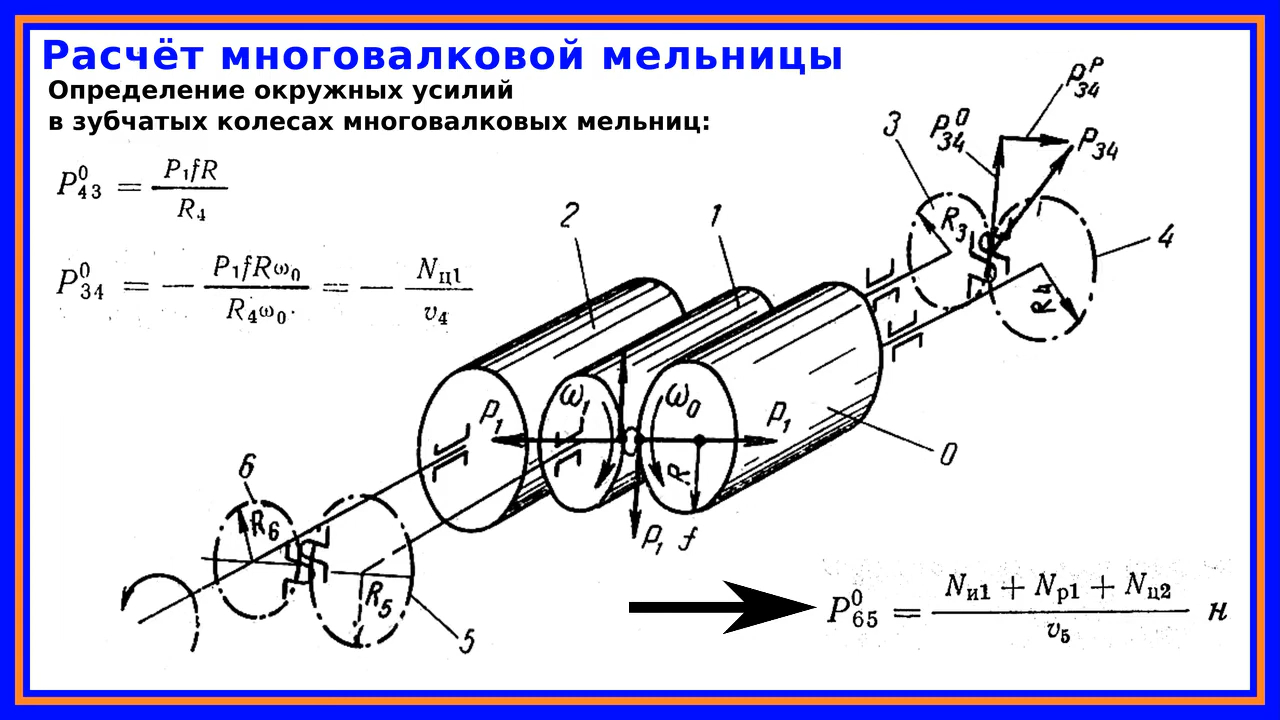 Расчёт многовалковой мельницы
Определение окружных усилий
в зубчатых колесах многовалковых мельниц:
P⁰₄₃ = P₁fR / R₄
P⁰₃₄ = − P₁fRω₀ / R₄ω₀. = − Nц₁ / v₄
Pᴾ₃₄
P⁰₃₄
P₃₄
3
R₃
4
R₄
2
1
ω₁
ω₀
P₁
P₁
R
0
P₁ f
6
R₆
R₅
5
P⁰₆₅ = Nи₁ + Nр₁ + Nц₂ / v₅ н